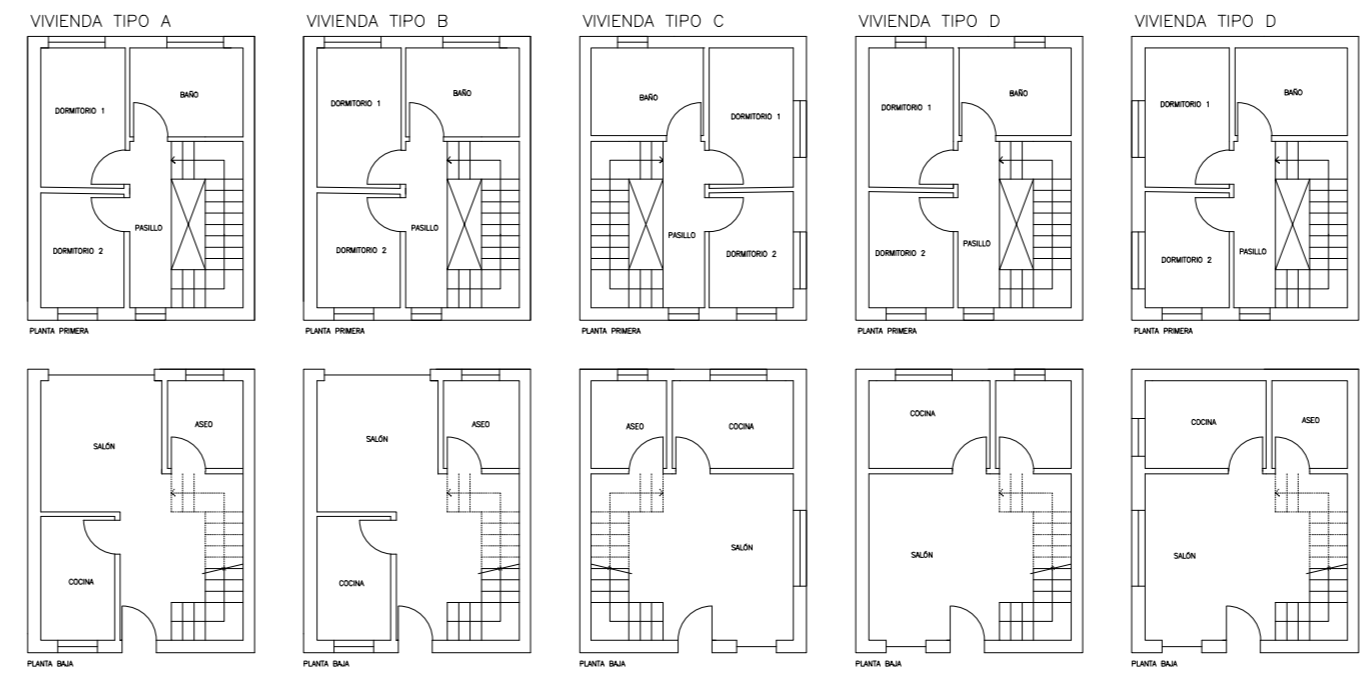 VIVIENDA TIPO A
VIVIENDA TIPO B
VIVIENDA TIPO C
VIVIENDA TIPO D
VIVIENDA TIPO D
DORMITORIO 1
BAÑO
PASILLO
DORMITORIO 2
PLANTA PRIMERA
DORMITORIO 1
BAÑO
PASILLO
DORMITORIO 2
PLANTA PRIMERA
BAÑO
DORMITORIO 1
PASILLO
DORMITORIO 2
PLANTA PRIMERA
DORMITORIO 1
BAÑO
PASILLO
DORMITORIO 2
PLANTA PRIMERA
DORMITORIO 1
BAÑO
PASILLO
DORMITORIO 2
PLANTA PRIMERA
ASEO
SALÓN
COCINA
PLANTA BAJA
ASEO
SALÓN
COCINA
PLANTA BAJA
ASEO
COCINA
SALÓN
PLANTA BAJA
COCINA
SALÓN
PLANTA BAJA
COCINA
ASEO
SALÓN
PLANTA BAJA